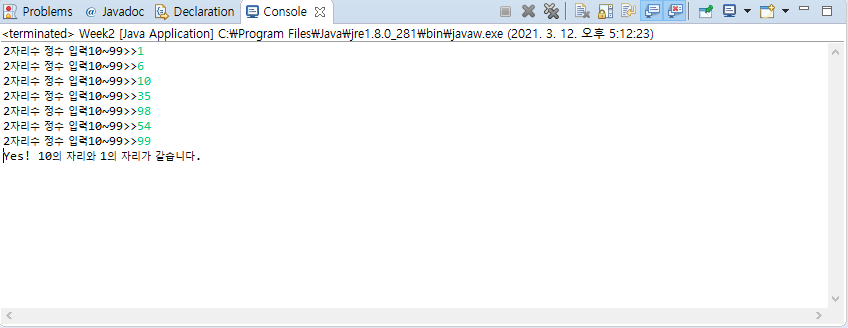 Problems @ Javadoc Declaration Console
<terminated> Week2 [Java Application] C:₩Program Files₩Java₩jre1.8.0_281₩bin₩javaw.exe (2021. 3. 12. 오후 5:12:23)
2자리수 정수 입력10~99>>1
2자리수 정수 입력10~99>>6
2자리수 정수 입력10~99>>10
2자리수 정수 입력10~99>>35
2자리수 정수 입력10~99>>98
2자리수 정수 입력10~99>>54
2자리수 정수 입력10~99>>99
Yes! 10의 자리와 1의 자리가 같습니다.